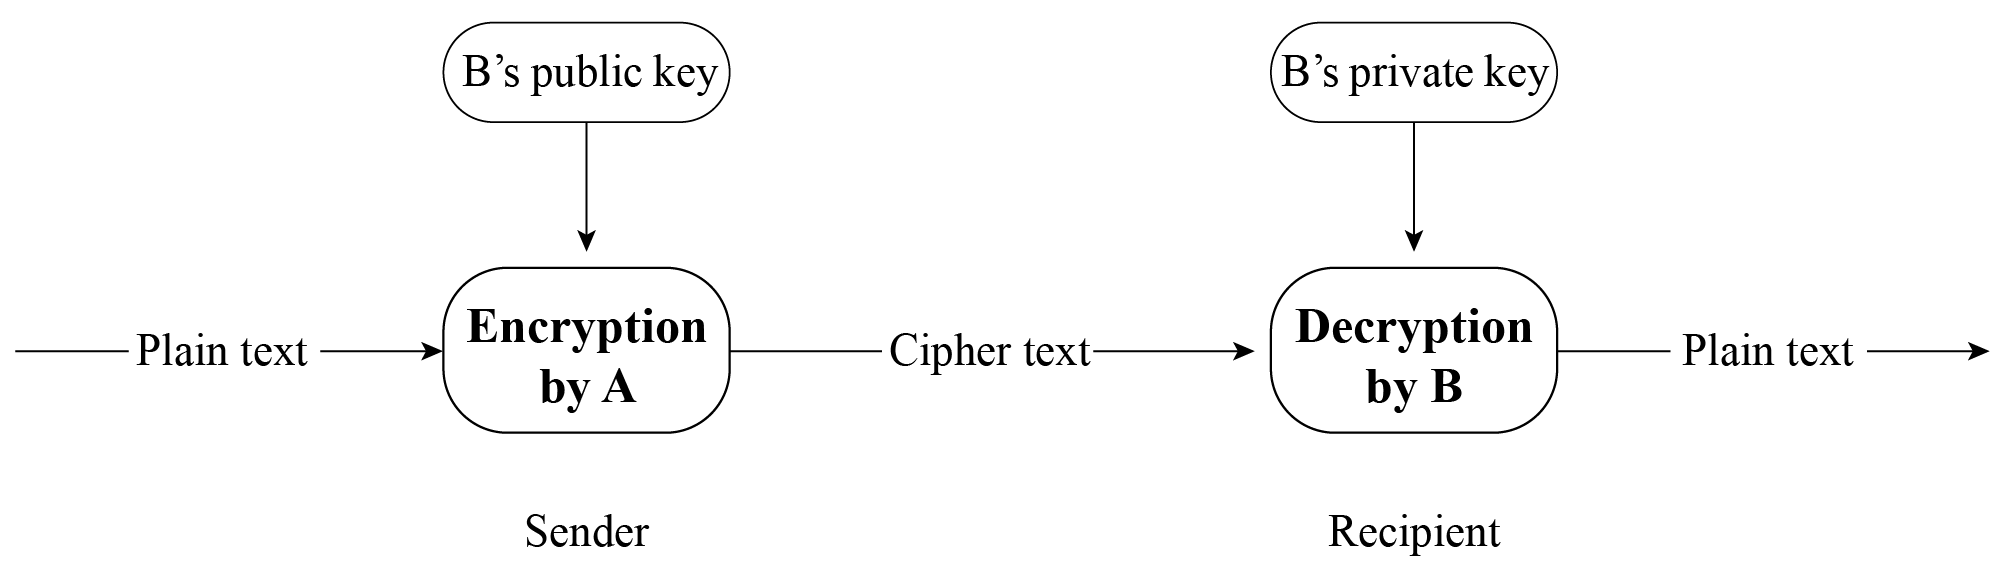 B’s public key
B’s private key
Plain text
Encryption
by A
Cipher text
Decryption
by B
Plain text
Sender
Recipient